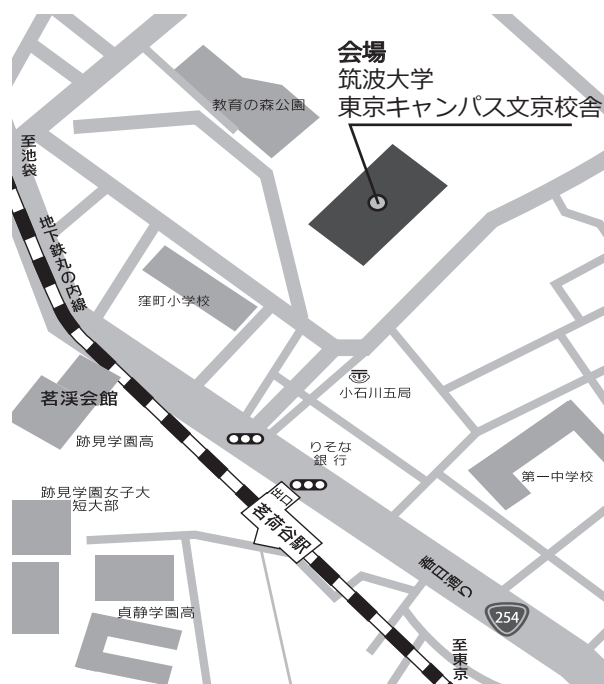 会場
筑波大学
東京キャンパス文京校舎
教育の森公園
至池袋
地下鉄丸の内線
窪町小学校
茗渓会館
小石川五局
跡見学園高
りそな
銀行
第一中学校
跡見学園女子大
短大部
出口
茗荷谷駅
春日通り
貞静学園高
254
至東京